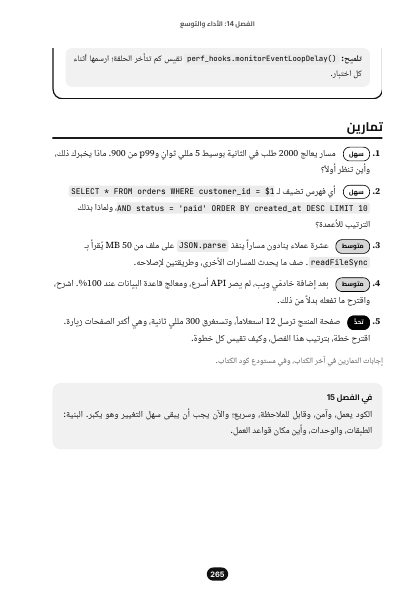 الفصل 14: الأداء والتوسع
تلميح: perf_hooks.monitorEventLoopDelay() تقيس كم تتأخر الحلقة؛ ارسمها أثناء
كل اختبار.
تمارين
1. سهل مسار يعالج 2000 طلب في الثانية بوسيط 5 مللي ثوانٍ وp99 من 900. ماذا يخبرك ذلك،
وأين تنظر أولاً؟
2. سهل أي فهرس تضيف لـ SELECT * FROM orders WHERE customer_id = $1
AND status = 'paid' ORDER BY created_at DESC LIMIT 10، ولماذا بذلك
الترتيب للأعمدة؟
3. متوسط عشرة عملاء ينادون مساراً ينفذ JSON.parse على ملف من 50 MB يُقرأ بـ
readFileSync. صف ما يحدث للمسارات الأخرى، وطريقتين لإصلاحه.
4. متوسط بعد إضافة خادمَي ويب، لم يصر API أسرع، ومعالج قاعدة البيانات عند 100%. اشرح،
واقترح ما تفعله بدلاً من ذلك.
5. تحدٍّ صفحة المنتج ترسل 12 استعلاماً، وتستغرق 300 مللي ثانية، وهي أكثر الصفحات زيارة.
اقترح خطة، بترتيب هذا الفصل، وكيف تقيس كل خطوة.
إجابات التمارين في آخر الكتاب، وفي مستودع كود الكتاب.
في الفصل 15
الكود يعمل، وآمن، وقابل للملاحظة، وسريع؛ والآن يجب أن يبقى سهل التغيير وهو يكبر. البنية:
الطبقات، والوحدات، وأين مكان قواعد العمل.
265